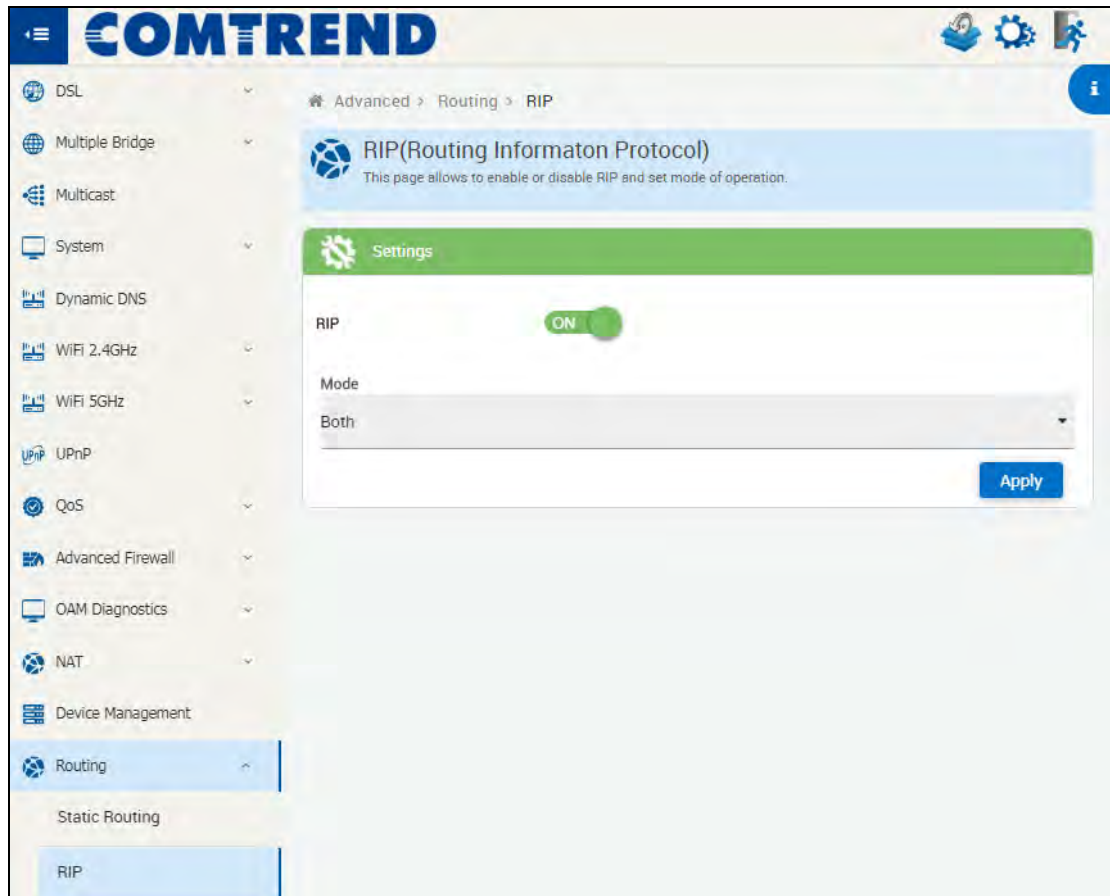 COMTREND
DSL
Multiple Bridge
Multicast
System
Dynamic DNS
WiFi 2.4GHz
WiFi 5GHz
UPnP UPnP
QoS
Advanced Firewall
OAM Diagnostics
NAT
Device Management
Routing
Static Routing
RIP
Advanced > Routing > RIP
i
RIP(Routing Informaton Protocol)
This page allows to enable or disable RIP and set mode of operation.
Settings
RIP ON
Mode
Both
Apply